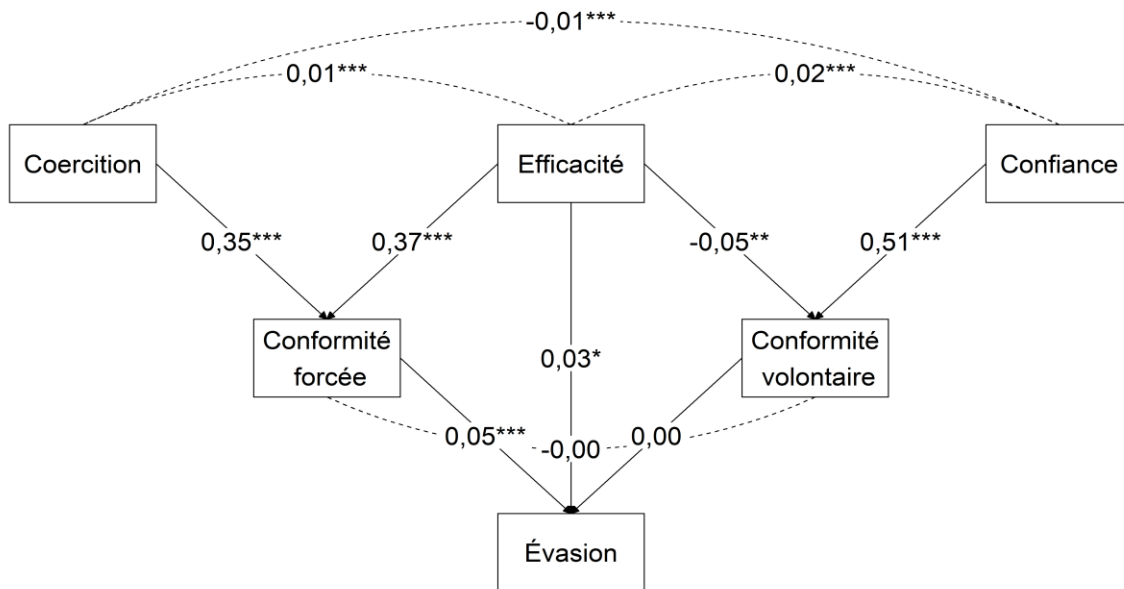 -0,01***
0,01***
0,02***
Coercition
Efficacité
Confiance
0,35***
0,37***
-0,05**
0,51***
Conformité
forcée
Conformité
volontaire
0,03*
0,05***
-0,00
0,00
Évasion